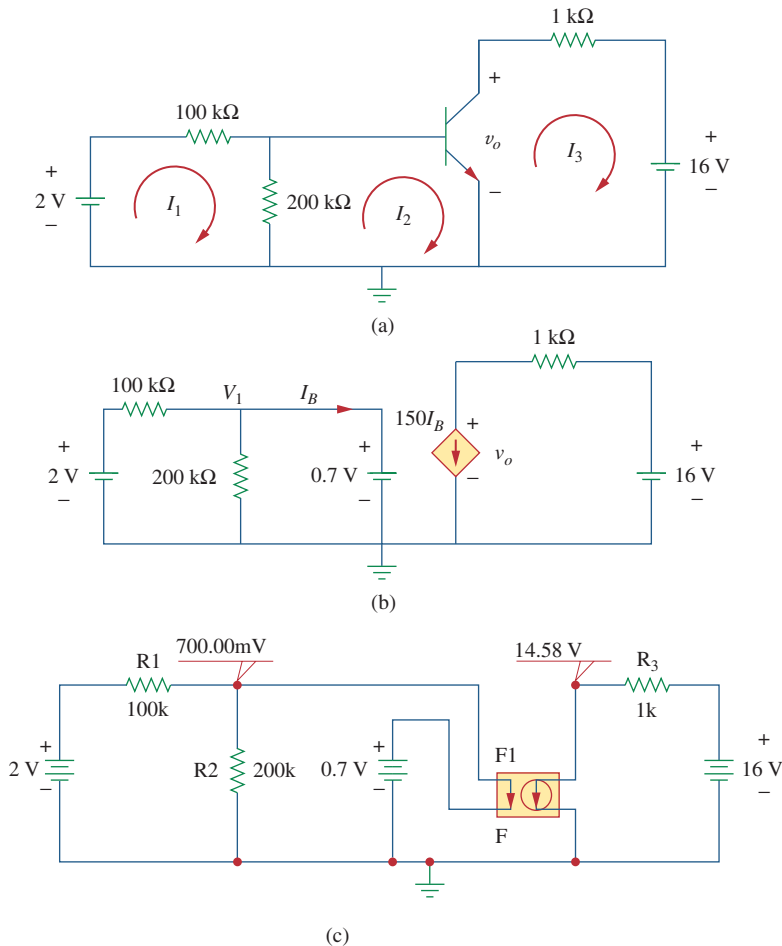 1 kΩ
+
100 kΩ
vo
+
I3
+
16 V
2 V
I1
200 kΩ
I2
−
−
−
(a)
1 kΩ
100 kΩ
V1
IB
150IB
+
+
+
+
2 V
200 kΩ
0.7 V
vo
16 V
−
−
−
−
(b)
700.00mV
14.58 V
R1
R3
100k
1k
+
+
F1
+
2 V
R2
200k
0.7 V
16 V
−
−
−
F
(c)